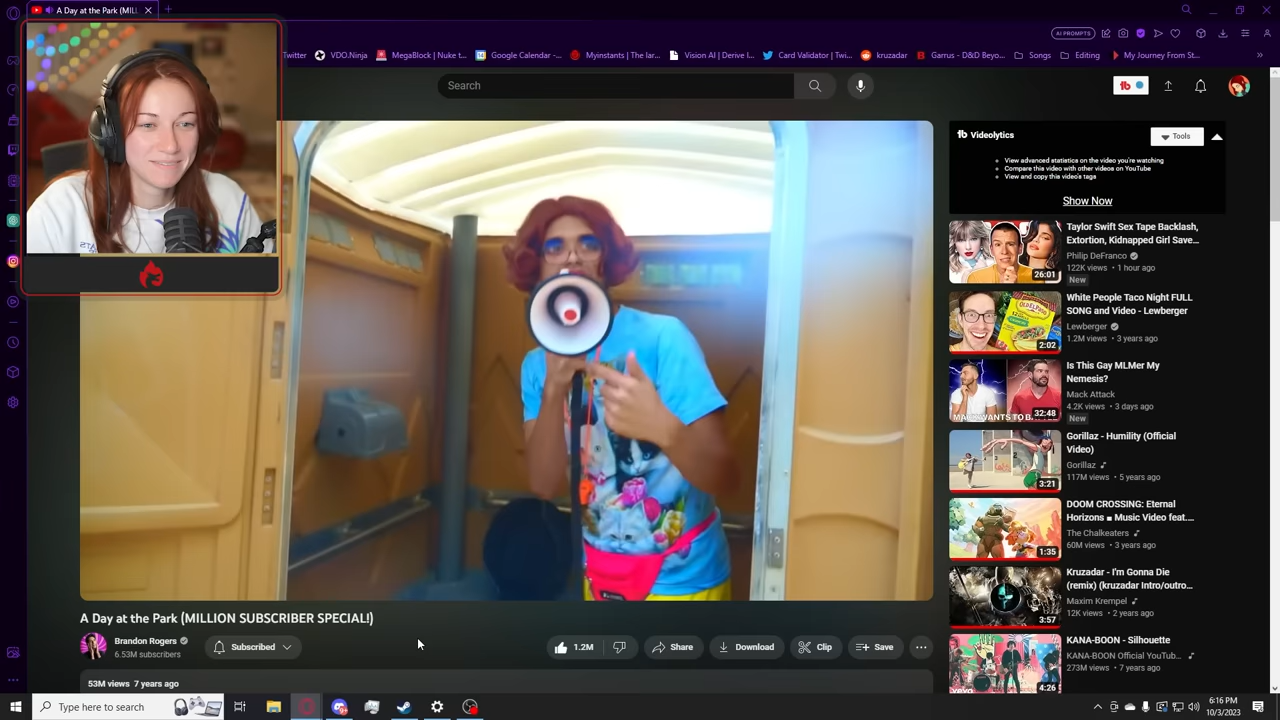 A Day at the Park (MILL
Twitter
VDO.Ninja
MegaBlock | Nuke t...
Google Calendar -...
Myinstants | The lar...
Vision AI | Derive I...
Card Validator | Twi...
kruzadar
Garrus - D&D Beyo...
Songs
Editing
My Journey From St...
AI PROMPTS
Search
Videolytics
Tools
View advanced statistics on the video you're watching
Compare this video with other videos on YouTube
View and copy this video's tags
Show Now
Taylor Swift Sex Tape Backlash,
Extortion, Kidnapped Girl Save...
Philip DeFranco
122K views • 1 hour ago
New
26:01
White People Taco Night FULL
SONG and Video - Lewberger
Lewberger
1.2M views • 3 years ago
2:02
Is This Gay MLMer My
Nemesis?
Mack Attack
4.2K views • 3 days ago
New
32:48
Gorillaz - Humility (Official
Video)
Gorillaz
117M views • 5 years ago
3:21
DOOM CROSSING: Eternal
Horizons ■ Music Video feat....
The Chalkeaters
60M views • 3 years ago
1:35
Kruzadar - I'm Gonna Die
(remix) (kruzadar Intro/outro...
Maxim Krempel
12K views • 2 years ago
3:57
KANA-BOON - Silhouette
KANA-BOON Official YouTub...
273M views • 7 years ago
4:26
A Day at the Park (MILLION SUBSCRIBER SPECIAL!)
Brandon Rogers
6.53M subscribers
Subscribed
1.2M
Share
Download
Clip
Save
53M views 7 years ago
Type here to search
6:16 PM
10/3/2023